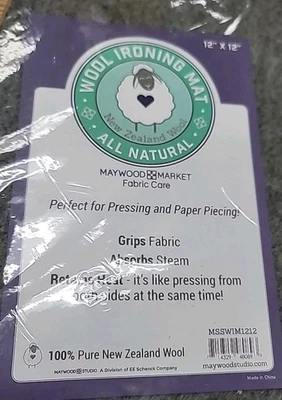 12" X 12"
WOOL IRONING MAT
New Zealand Wool
ALL NATURAL
MAYWOOD MARKET
Fabric Care
Perfect for Pressing and Paper Piecing!
Grips Fabric
Absorbs Steam
Retains Heat - it's like pressing from
both sides at the same time!
MSSWIM1212
100% Pure New Zealand Wool
MAYWOOD STUDIO A Division of EE Schenck Company
maywoodstudio.com
Made in China